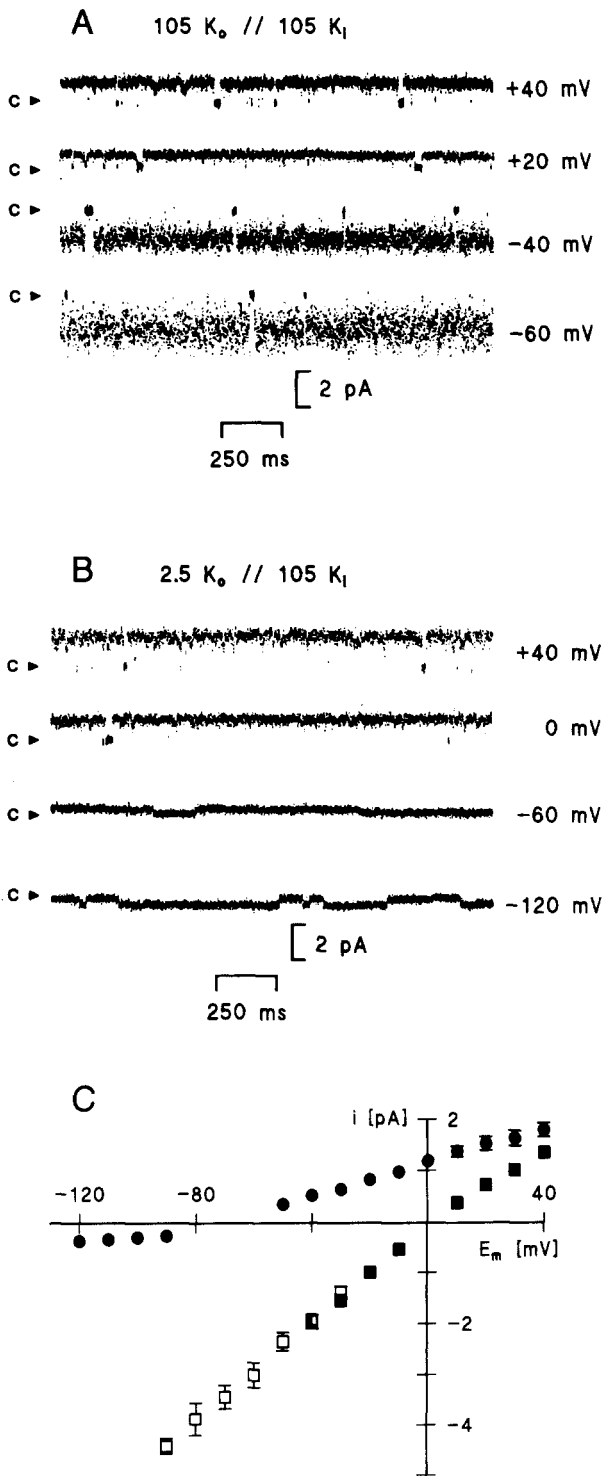 A 105 K₀ // 105 Kᵢ
C ► +40 mV
C ► +20 mV
C ►
−40 mV
C ►
−60 mV
2 pA
250 ms
B 2.5 K₀ // 105 Kᵢ
+40 mV
C ►
0 mV
C ►
C ► −60 mV
C ► −120 mV
2 pA
250 ms
C
i [pA] 2
−120 −80 40
Eₘ [mV]
−2
−4